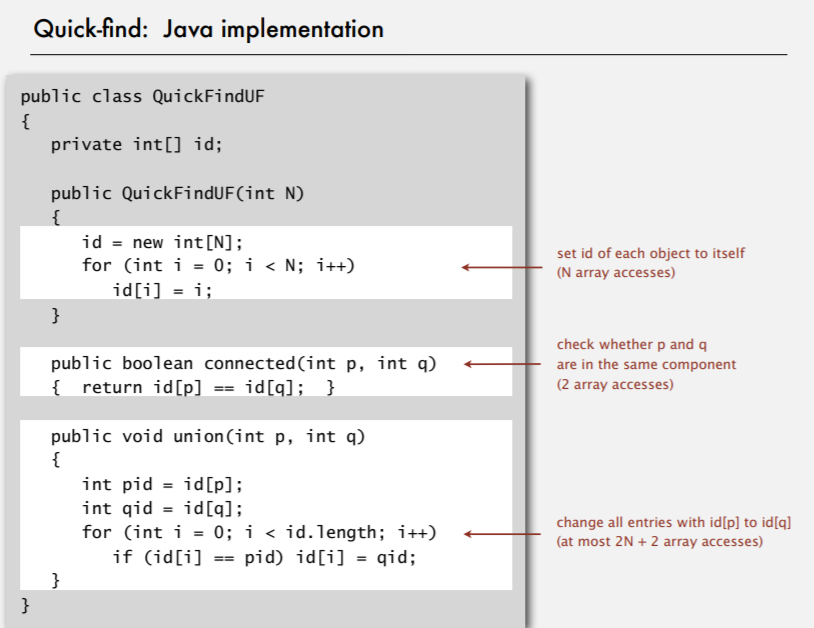 Quick-find: Java implementation
public class QuickFindUF
{
private int[] id;
public QuickFindUF(int N)
{
id = new int[N];
for (int i = 0; i < N; i++)
id[i] = i;
}
set id of each object to itself
(N array accesses)
public boolean connected(int p, int q)
{ return id[p] == id[q]; }
check whether p and q
are in the same component
(2 array accesses)
public void union(int p, int q)
{
int pid = id[p];
int qid = id[q];
for (int i = 0; i < id.length; i++)
if (id[i] == pid) id[i] = qid;
}
}
change all entries with id[p] to id[q]
(at most 2N + 2 array accesses)